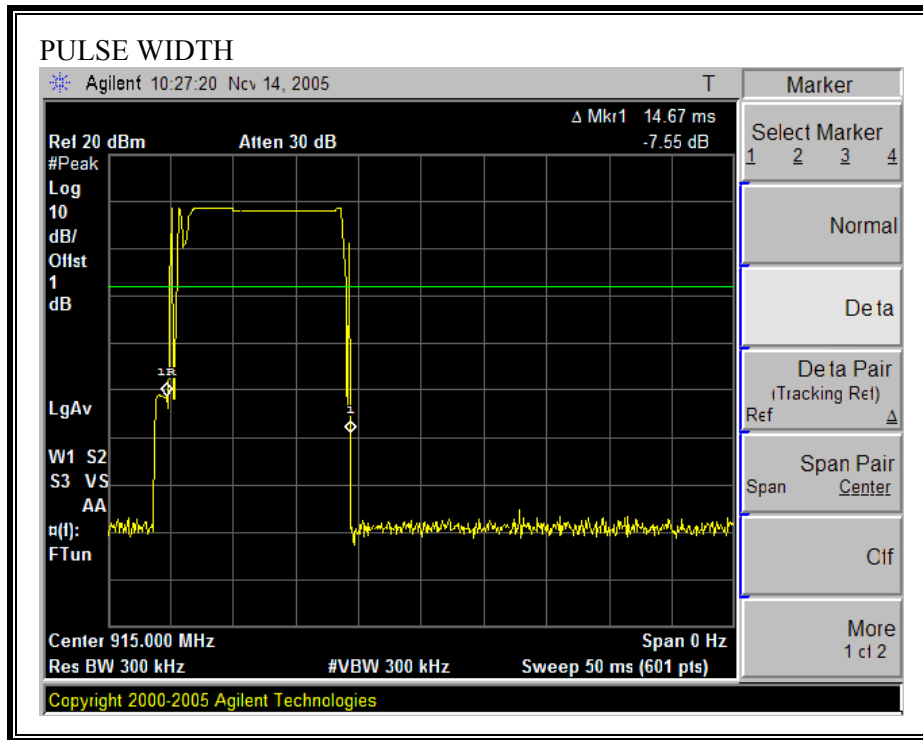 PULSE WIDTH
Agilent 10:27:20 Nov 14, 2005 T
Δ Mkr1 14.67 ms
Ref 20 dBm Atten 30 dB -7.55 dB
#Peak
Log
10
dB/
Offst
1
dB
1R
1
LgAv
W1 S2
S3 VS
AA
¤(f):
FTun
Center 915.000 MHz Span 0 Hz
Res BW 300 kHz #VBW 300 kHz Sweep 50 ms (601 pts)
Copyright 2000-2005 Agilent Technologies
Marker
Select Marker
1 2 3 4
Normal
Delta
Delta Pair
(Tracking Ref)
Ref Δ
Span Pair
Span Center
Off
More
1 of 2